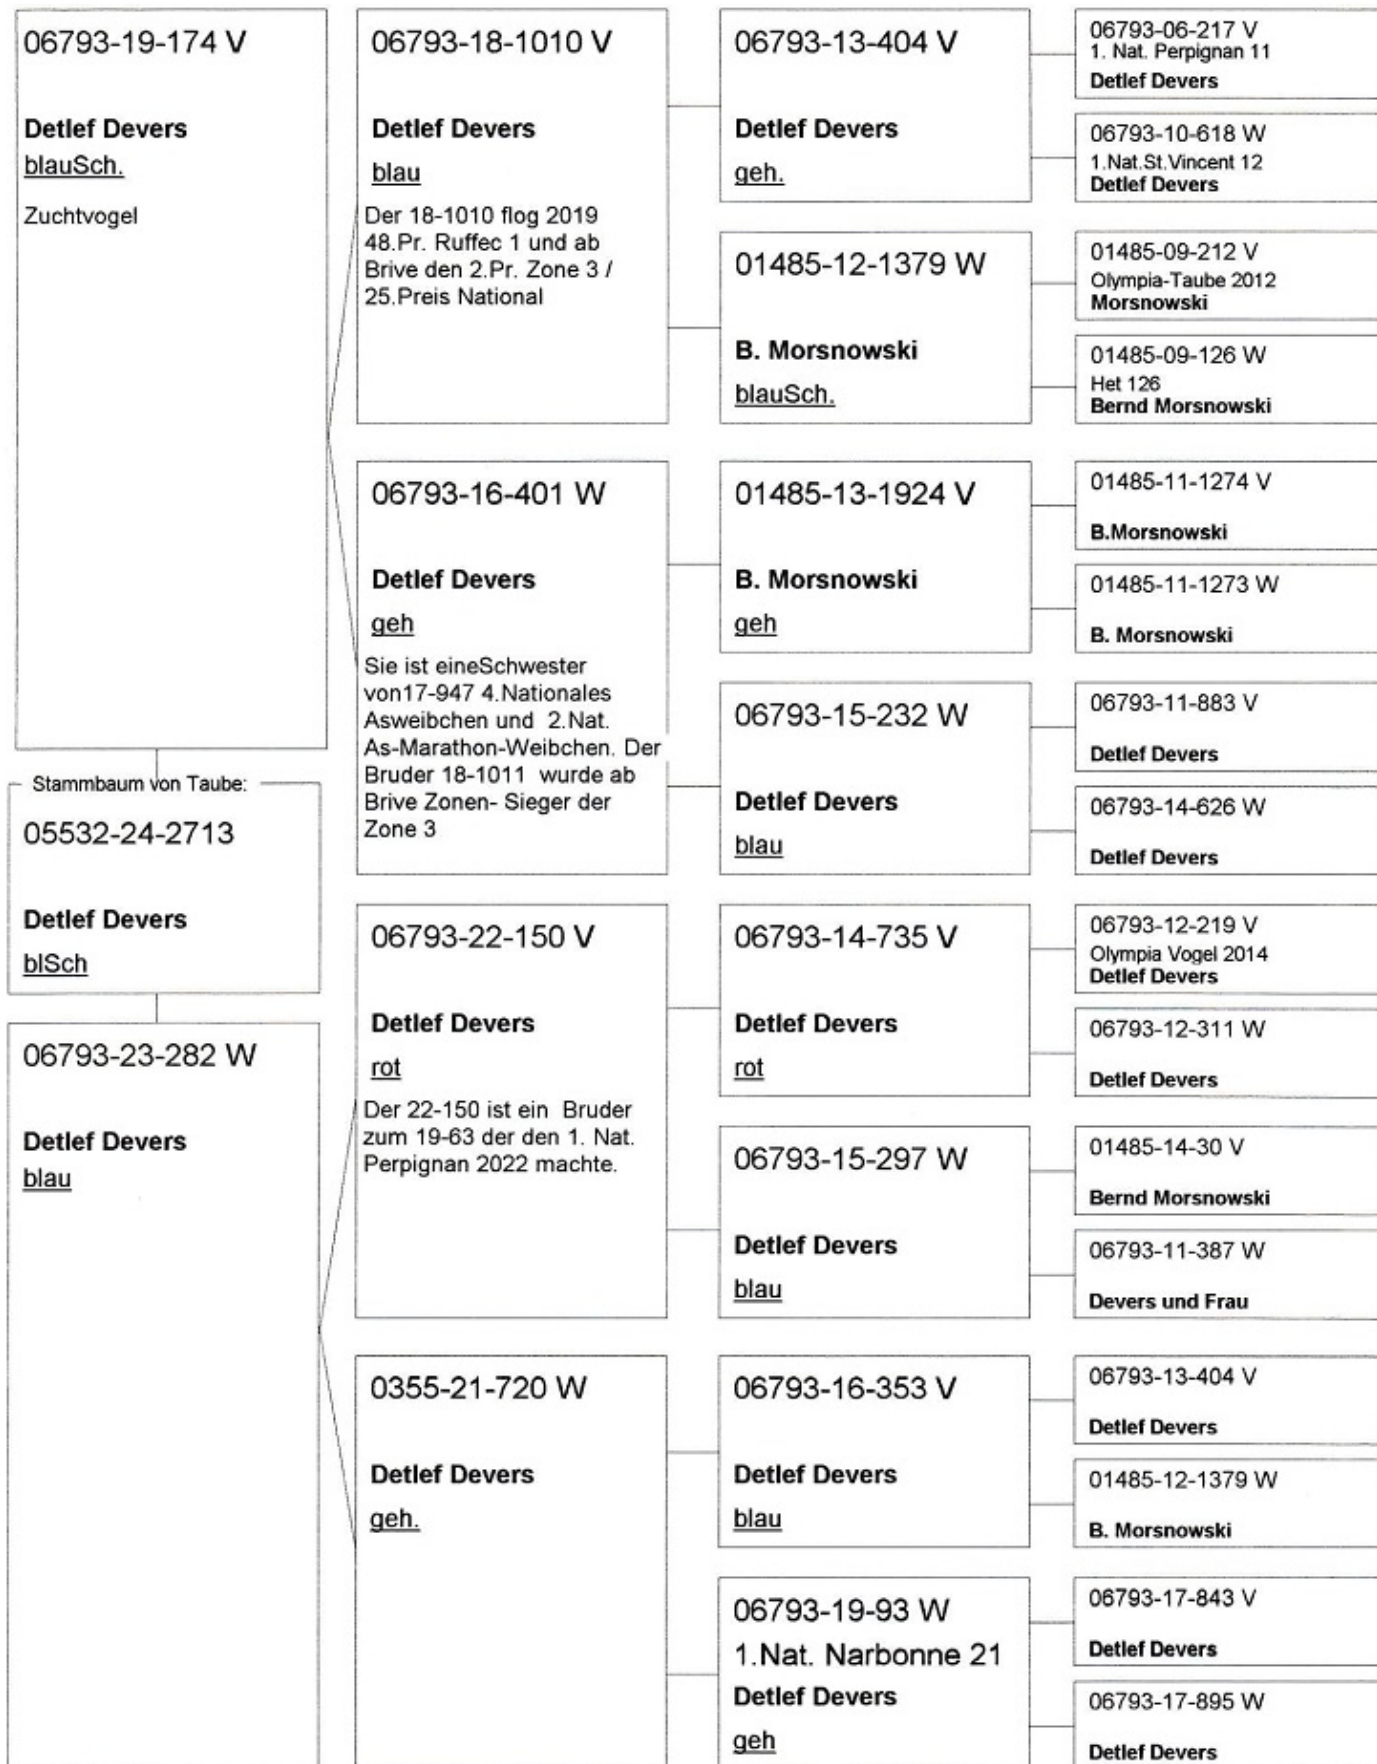 06793-19-174 V
Detlef Devers
blauSch.
Zuchtvogel
Stammbaum von Taube:
05532-24-2713
Detlef Devers
blSch
06793-23-282 W
Detlef Devers
blau
06793-18-1010 V
Detlef Devers
blau
Der 18-1010 flog 2019
48.Pr. Ruffec 1 und ab
Brive den 2.Pr. Zone 3 /
25.Preis National
06793-16-401 W
Detlef Devers
geh
Sie ist eineSchwester
von17-947 4.Nationales
Asweibchen und 2.Nat.
As-Marathon-Weibchen. Der
Bruder 18-1011 wurde ab
Brive Zonen- Sieger der
Zone 3
06793-22-150 V
Detlef Devers
rot
Der 22-150 ist ein Bruder
zum 19-63 der den 1. Nat.
Perpignan 2022 machte.
0355-21-720 W
Detlef Devers
geh.
06793-13-404 V
Detlef Devers
geh.
01485-12-1379 W
B. Morsnowski
blauSch.
01485-13-1924 V
B. Morsnowski
geh
06793-15-232 W
Detlef Devers
blau
06793-14-735 V
Detlef Devers
rot
06793-15-297 W
Detlef Devers
blau
06793-16-353 V
Detlef Devers
blau
06793-19-93 W
1.Nat. Narbonne 21
Detlef Devers
geh
06793-06-217 V
1. Nat. Perpignan 11
Detlef Devers
06793-10-618 W
1.Nat.St.Vincent 12
Detlef Devers
01485-09-212 V
Olympia-Taube 2012
Morsnowski
01485-09-126 W
Het 126
Bernd Morsnowski
01485-11-1274 V
B.Morsnowski
01485-11-1273 W
B. Morsnowski
06793-11-883 V
Detlef Devers
06793-14-626 W
Detlef Devers
06793-12-219 V
Olympia Vogel 2014
Detlef Devers
06793-12-311 W
Detlef Devers
01485-14-30 V
Bernd Morsnowski
06793-11-387 W
Devers und Frau
06793-13-404 V
Detlef Devers
01485-12-1379 W
B. Morsnowski
06793-17-843 V
Detlef Devers
06793-17-895 W
Detlef Devers